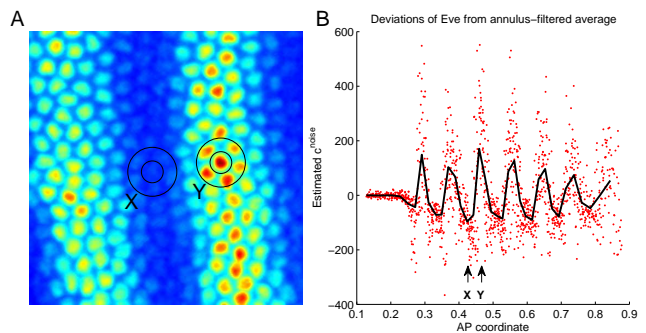 A
X
Y
B
Deviations of Eve from annulus−filtered average
Estimated c^noise
600
400
200
0
−200
−400
X Y
0.1 0.2 0.3 0.4 0.5 0.6 0.7 0.8 0.9
AP coordinate